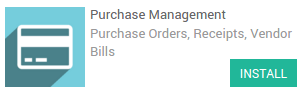 Purchase Management
Purchase Orders, Receipts, Vendor
Bills
INSTALL